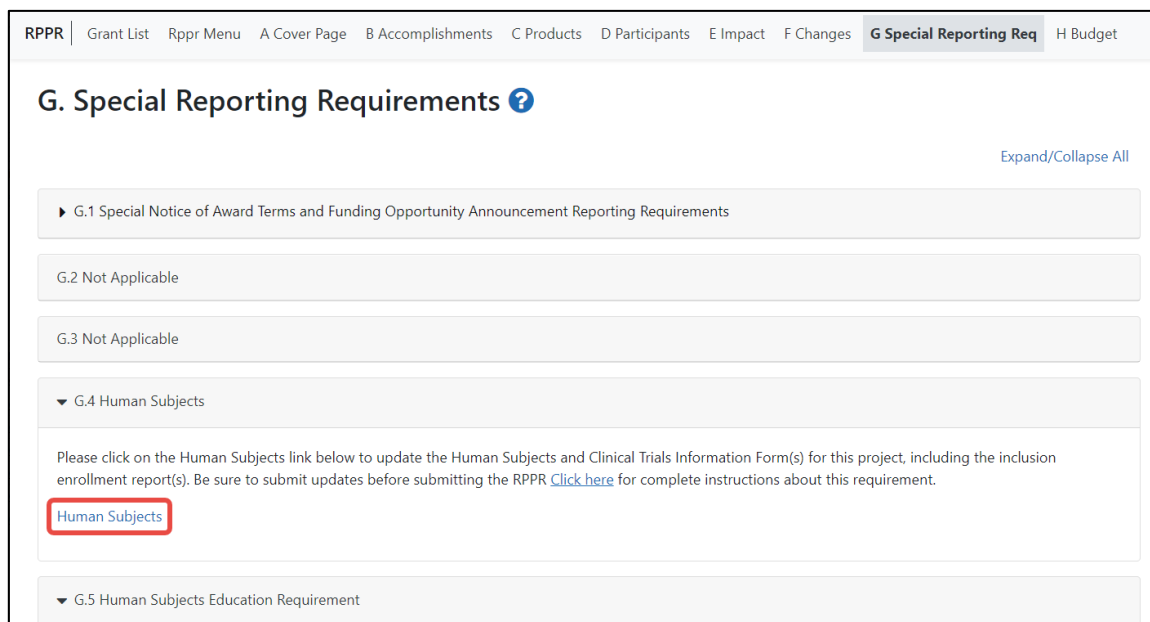 RPPR Grant List Rppr Menu A Cover Page B Accomplishments C Products D Participants E Impact F Changes G Special Reporting Req H Budget
G. Special Reporting Requirements ?
Expand/Collapse All
G.1 Special Notice of Award Terms and Funding Opportunity Announcement Reporting Requirements
G.2 Not Applicable
G.3 Not Applicable
G.4 Human Subjects
Please click on the Human Subjects link below to update the Human Subjects and Clinical Trials Information Form(s) for this project, including the inclusion
enrollment report(s). Be sure to submit updates before submitting the RPPR Click here for complete instructions about this requirement.
Human Subjects
G.5 Human Subjects Education Requirement